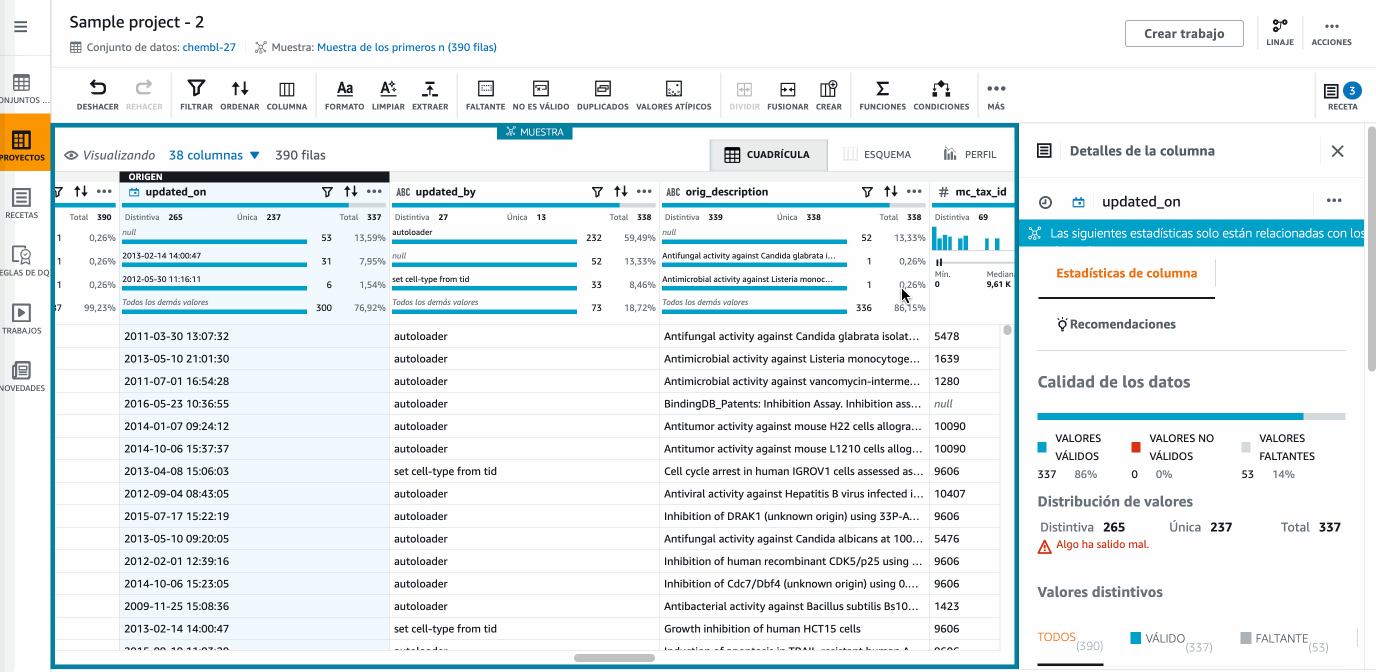 Sample project - 2
Conjunto de datos: chembl-27
Muestra: Muestra de los primeros n (390 filas)
Crear trabajo
LINAJE
ACCIONES
DESHACER
REHACER
FILTRAR
ORDENAR
COLUMNA
FORMATO
LIMPIAR
EXTRAER
FALTANTE
NO ES VÁLIDO
DUPLICADOS
VALORES ATÍPICOS
DIVIDIR
FUSIONAR
CREAR
FUNCIONES
CONDICIONES
MÁS
3
RECETA
ONJUNTOS ...
PROYECTOS
RECETAS
EGLAS DE DQ
TRABAJOS
NOVEDADES
MUESTRA
Visualizando 38 columnas ▼ 390 filas
CUADRÍCULA
ESQUEMA
PERFIL
ORIGEN
updated_on
ABC updated_by
ABC orig_description
# mc_tax_id
Total 390
Distintiva 265 Única 237 Total 337
Distintiva 27 Única 13 Total 338
Distintiva 339 Única 338 Total 338
Distintiva 69
1 0,26% null 53 13,59% autoloader 232 59,49% null 52 13,33%
1 0,26% 2013-02-14 14:00:47 31 7,95% null 52 13,33% Antifungal activity against Candida glabrata i... 1 0,26%
1 0,26% 2012-05-30 11:16:11 6 1,54% set cell-type from tid 33 8,46% Antimicrobial activity against Listeria monoc... 1 0,26%
37 99,23% Todos los demás valores 300 76,92% Todos los demás valores 73 18,72% Todos los demás valores 336 86,15%
Mín. Median
0 9,61 K
2011-03-30 13:07:32 autoloader Antifungal activity against Candida glabrata isolat... 5478
2013-05-10 21:01:30 autoloader Antimicrobial activity against Listeria monocytoge... 1639
2011-07-01 16:54:28 autoloader Antimicrobial activity against vancomycin-interme... 1280
2016-05-23 10:36:55 autoloader BindingDB_Patents: Inhibition Assay. Inhibition ass... null
2014-01-07 09:24:12 autoloader Antitumor activity against mouse H22 cells allogra... 10090
2014-10-06 15:37:37 autoloader Antitumor activity against mouse L1210 cells allog... 10090
2013-04-08 15:06:03 set cell-type from tid Cell cycle arrest in human IGROV1 cells assessed as... 9606
2012-09-04 08:43:05 autoloader Antiviral activity against Hepatitis B virus infected i... 10407
2015-07-17 15:22:19 autoloader Inhibition of DRAK1 (unknown origin) using 33P-A... 9606
2013-05-10 09:20:05 autoloader Antifungal activity against Candida albicans at 100... 5476
2012-02-01 12:39:16 autoloader Inhibition of human recombinant CDK5/p25 using ... 9606
2014-10-06 15:23:05 autoloader Inhibition of Cdc7/Dbf4 (unknown origin) using 0.... 9606
2009-11-25 15:08:36 autoloader Antibacterial activity against Bacillus subtilis Bs10... 1423
2013-02-14 14:00:47 set cell-type from tid Growth inhibition of human HCT15 cells 9606
Detalles de la columna
updated_on
Las siguientes estadísticas solo están relacionadas con los
Estadísticas de columna
Recomendaciones
Calidad de los datos
VALORES VÁLIDOS
337 86%
VALORES NO VÁLIDOS
0 0%
VALORES FALTANTES
53 14%
Distribución de valores
Distintiva 265 Única 237 Total 337
Algo ha salido mal.
Valores distintivos
TODOS (390)
VÁLIDO (337)
FALTANTE (53)